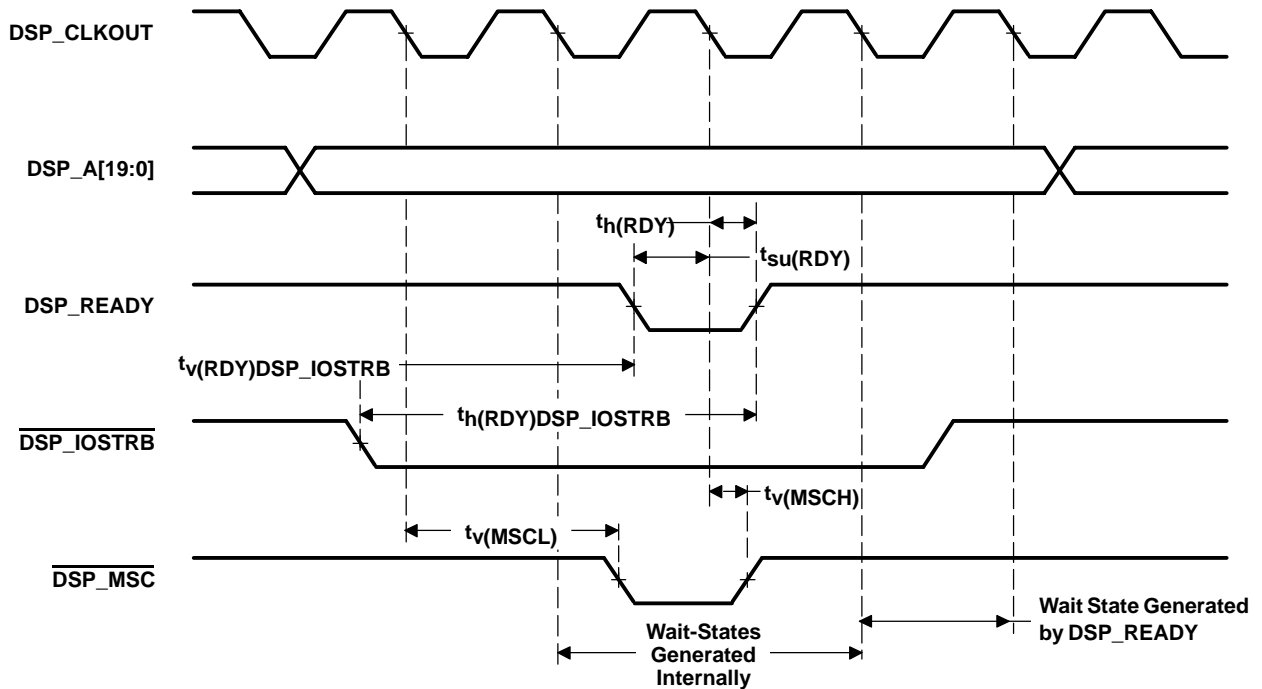 DSP_CLKOUT
DSP_A[19:0]
th(RDY)
tsu(RDY)
DSP_READY
tv(RDY)DSP_IOSTRB
th(RDY)DSP_IOSTRB
DSP_IOSTRB
tv(MSCH)
tv(MSCL)
DSP_MSC
Wait-States
Generated
Internally
Wait State Generated
by DSP_READY